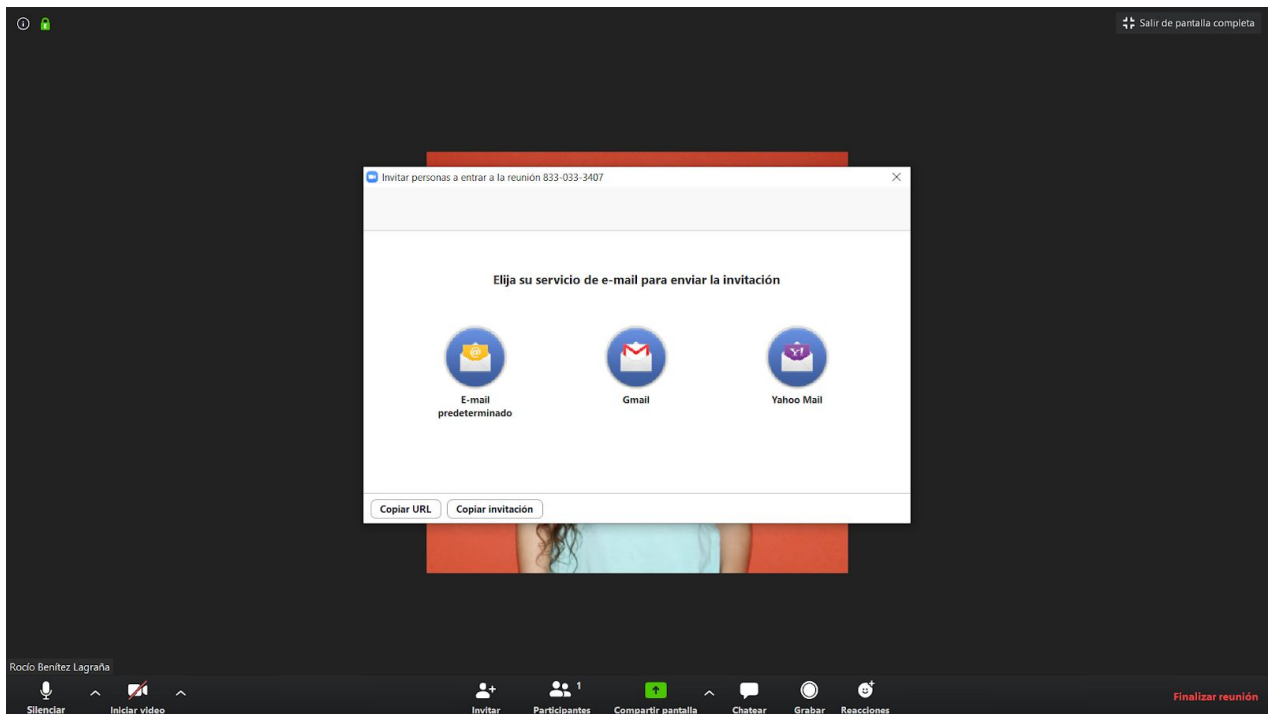 Salir de pantalla completa
Invitar personas a entrar a la reunión 833-033-3407
Elija su servicio de e-mail para enviar la invitación
E-mail
predeterminado
Gmail
Yahoo Mail
Copiar URL
Copiar invitación
Rocío Benítez Lagraña
Silenciar
Iniciar video
Invitar
Participantes
1
Compartir pantalla
Chatear
Grabar
Reacciones
Finalizar reunión